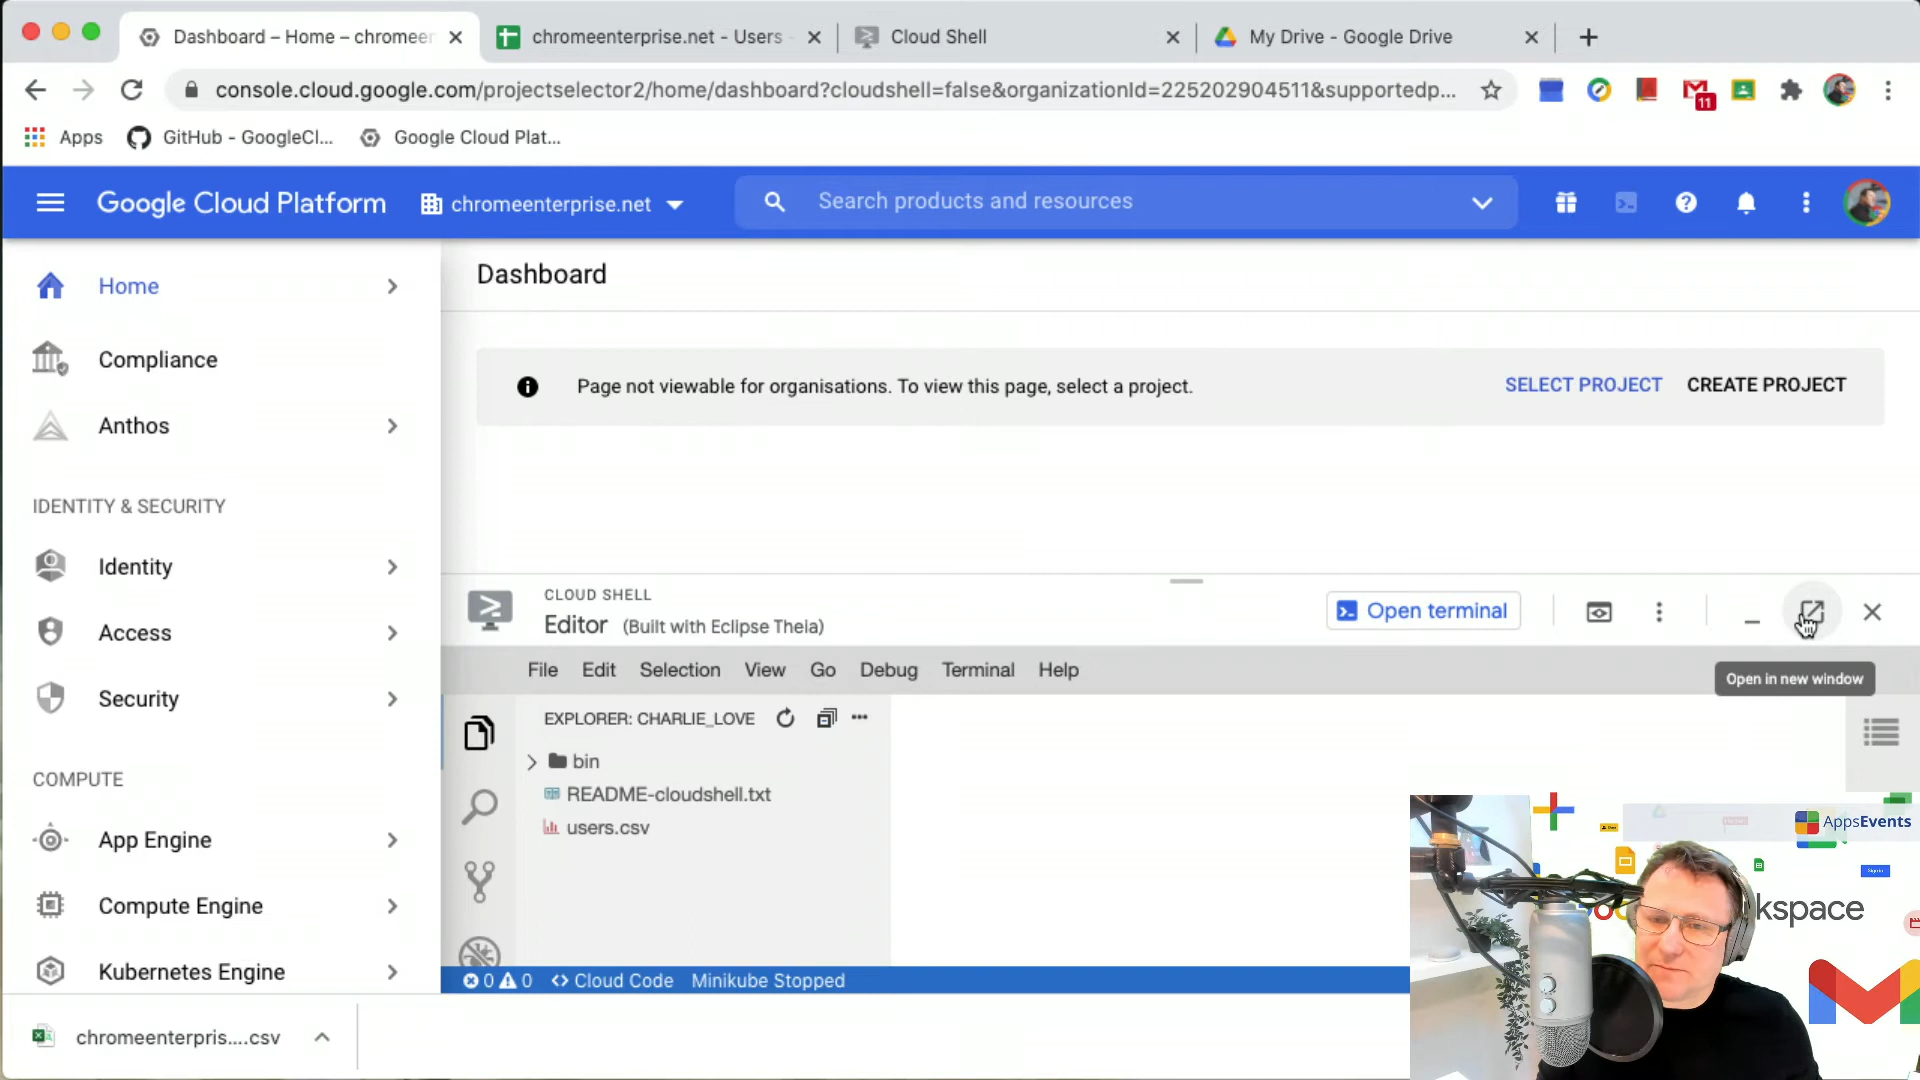 Dashboard – Home – chromeen
chromeenterprise.net - Users -
Cloud Shell
My Drive - Google Drive
console.cloud.google.com/projectselector2/home/dashboard?cloudshell=false&organizationId=225202904511&supportedp...
11
Apps
GitHub - GoogleCl...
Google Cloud Plat...
Google Cloud Platform
chromeenterprise.net
Search products and resources
Home
Compliance
Anthos
IDENTITY & SECURITY
Identity
Access
Security
COMPUTE
App Engine
Compute Engine
Kubernetes Engine
Dashboard
Page not viewable for organisations. To view this page, select a project.
SELECT PROJECT
CREATE PROJECT
CLOUD SHELL
Editor (Built with Eclipse Theia)
Open terminal
Open in new window
File Edit Selection View Go Debug Terminal Help
EXPLORER: CHARLIE_LOVE
bin
README-cloudshell.txt
users.csv
0 0 <> Cloud Code Minikube Stopped
AppsEvents
kspace
chromeenterpris....csv